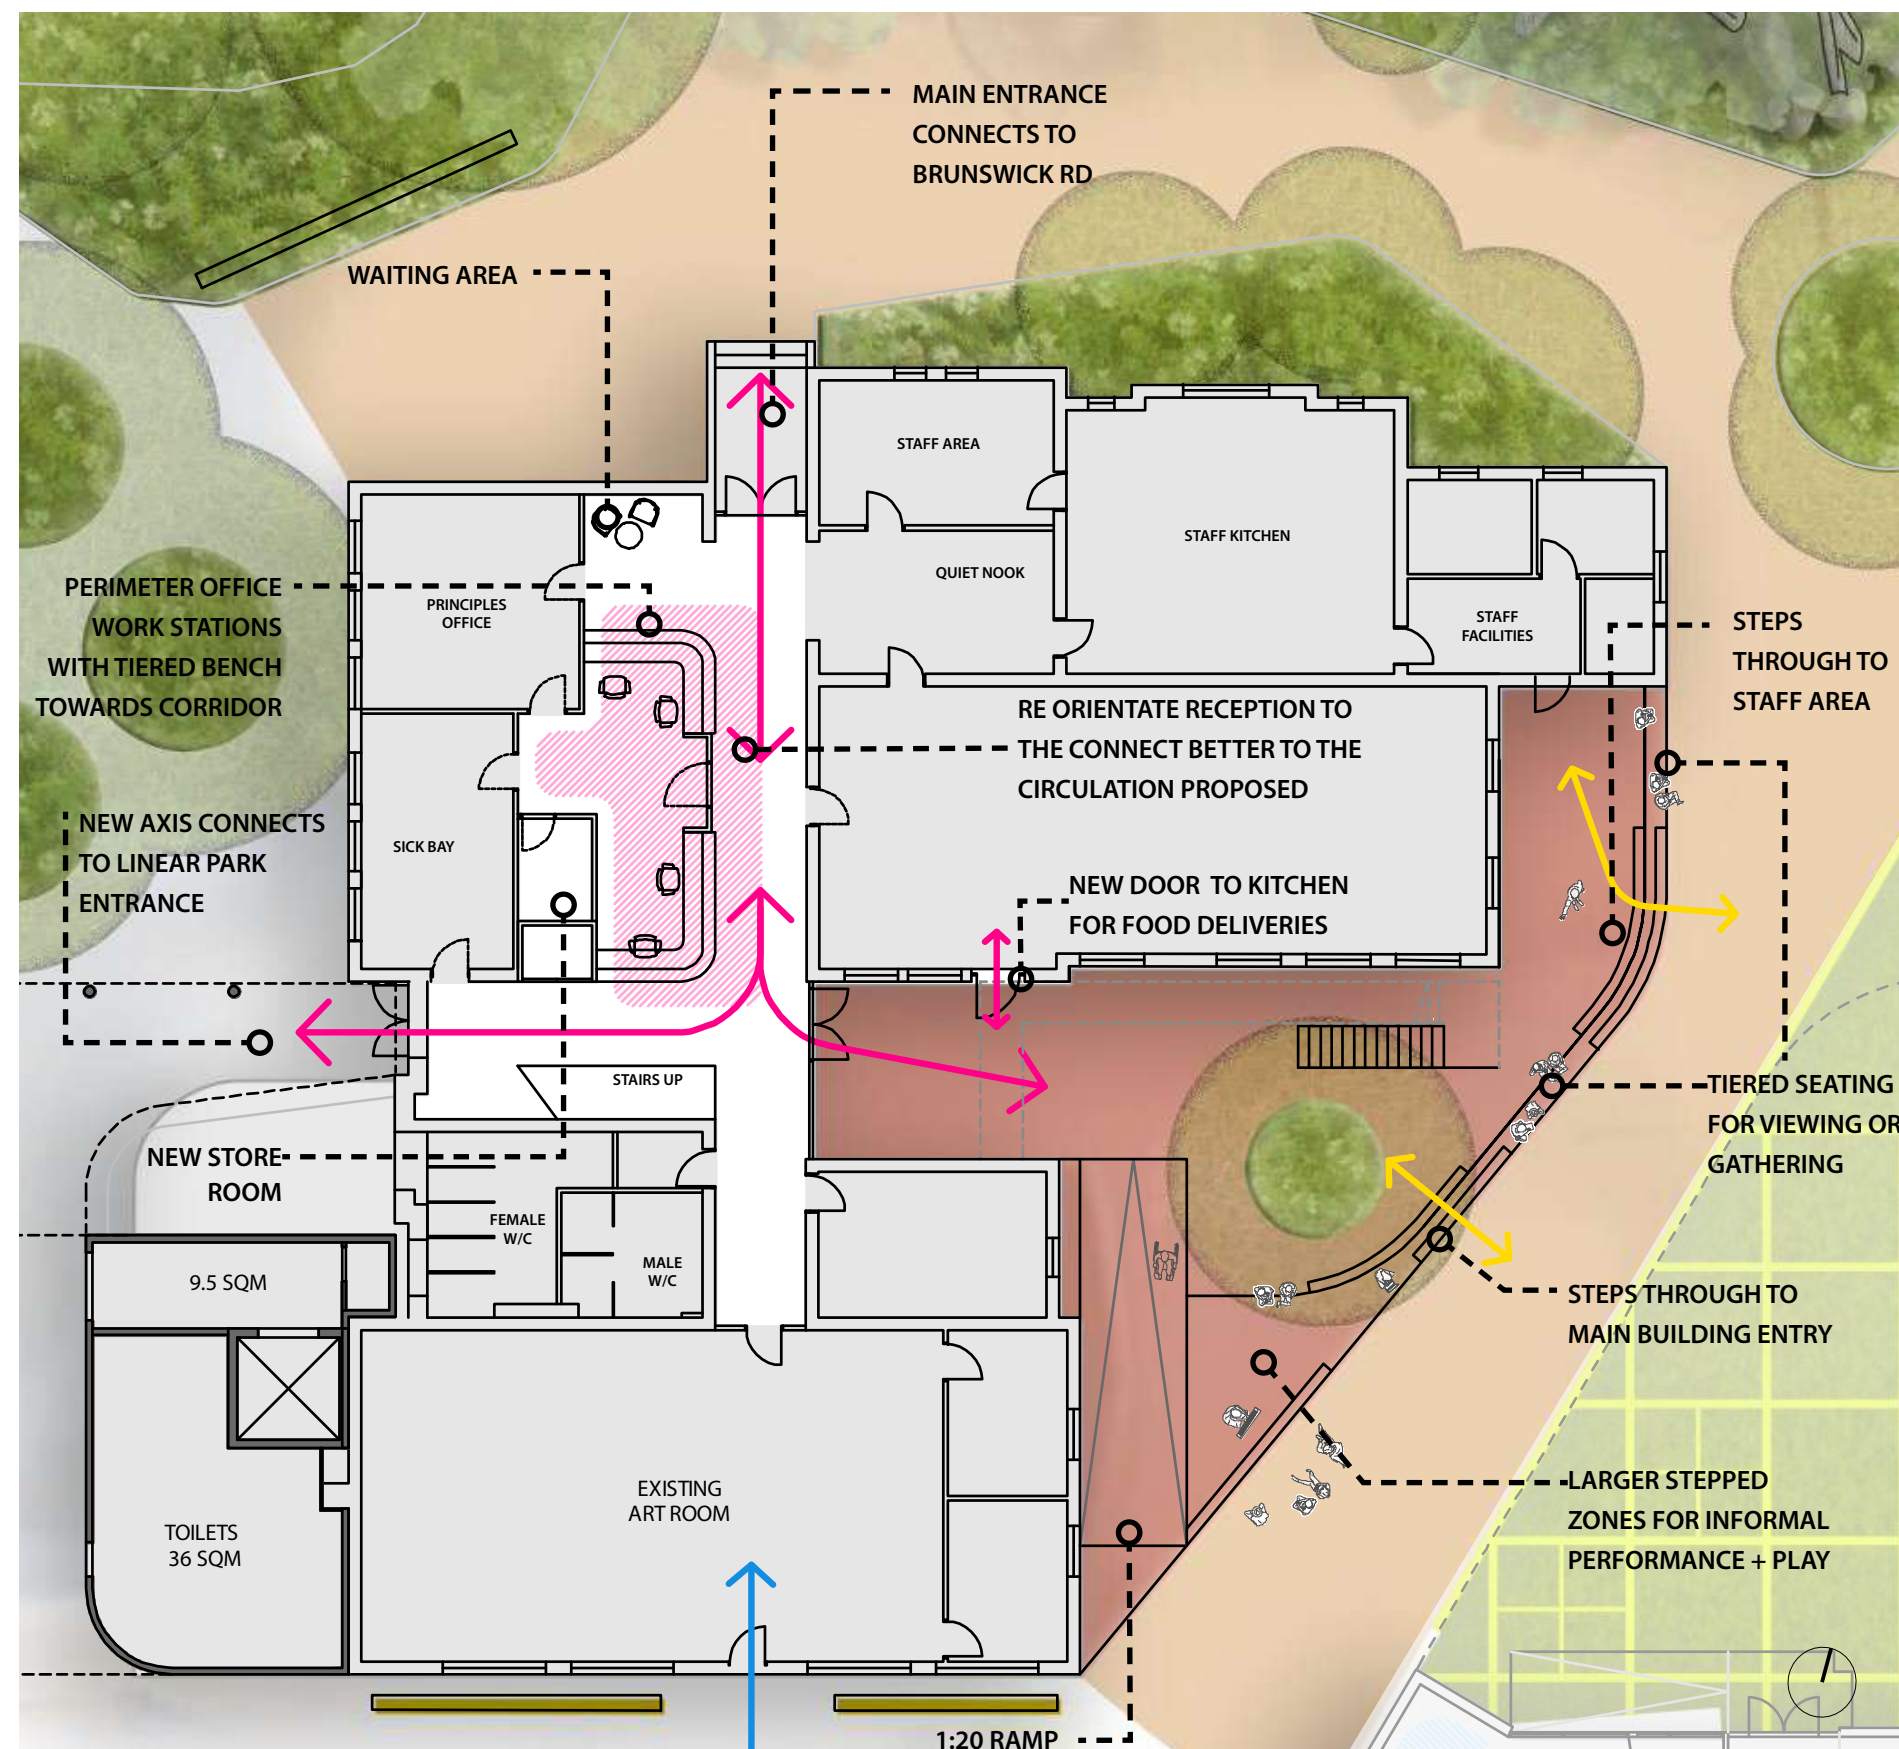 MAIN ENTRANCE
CONNECTS TO
BRUNSWICK RD
WAITING AREA
STAFF AREA
STAFF KITCHEN
QUIET NOOK
PERIMETER OFFICE
WORK STATIONS
WITH TIERED BENCH
TOWARDS CORRIDOR
PRINCIPLES
OFFICE
STAFF
FACILITIES
STEPS
THROUGH TO
STAFF AREA
RE ORIENTATE RECEPTION TO
THE CONNECT BETTER TO THE
CIRCULATION PROPOSED
NEW AXIS CONNECTS
TO LINEAR PARK
ENTRANCE
SICK BAY
NEW DOOR TO KITCHEN
FOR FOOD DELIVERIES
STAIRS UP
TIERED SEATING
FOR VIEWING OR
GATHERING
NEW STORE
ROOM
FEMALE
W/C
MALE
W/C
9.5 SQM
STEPS THROUGH TO
MAIN BUILDING ENTRY
EXISTING
ART ROOM
LARGER STEPPED
ZONES FOR INFORMAL
PERFORMANCE + PLAY
TOILETS
36 SQM
1:20 RAMP